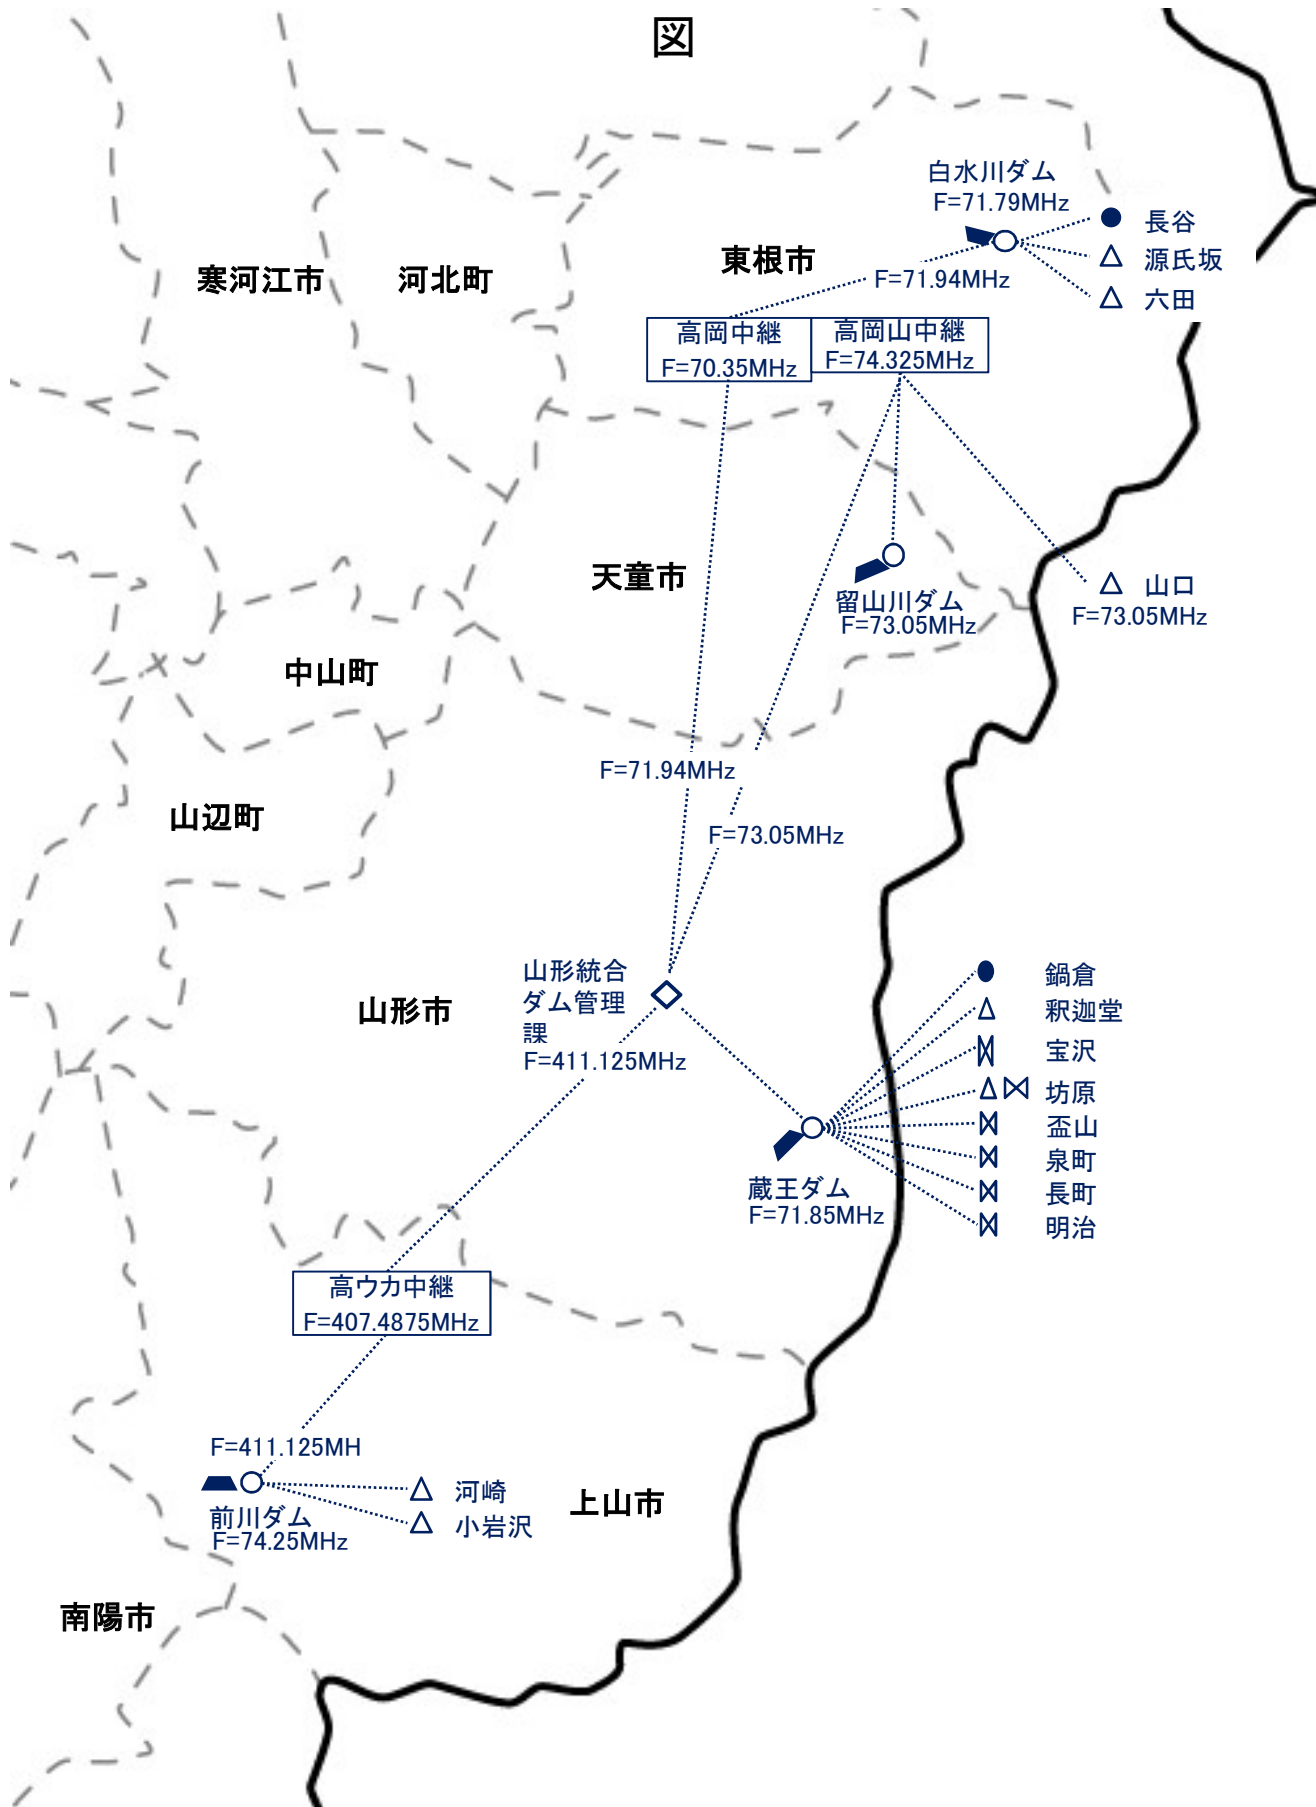 図
白水川ダム
F=71.79MHz
長谷
源氏坂
六田
東根市
寒河江市
河北町
F=71.94MHz
高岡中継
F=70.35MHz
高岡山中継
F=74.325MHz
天童市
留山川ダム
F=73.05MHz
山口
F=73.05MHz
中山町
F=71.94MHz
山辺町
F=73.05MHz
山形統合
ダム管理
課
F=411.125MHz
山形市
鍋倉
釈迦堂
宝沢
坊原
盃山
泉町
長町
明治
蔵王ダム
F=71.85MHz
高ウカ中継
F=407.4875MHz
F=411.125MH
前川ダム
F=74.25MHz
河崎
小岩沢
上山市
南陽市